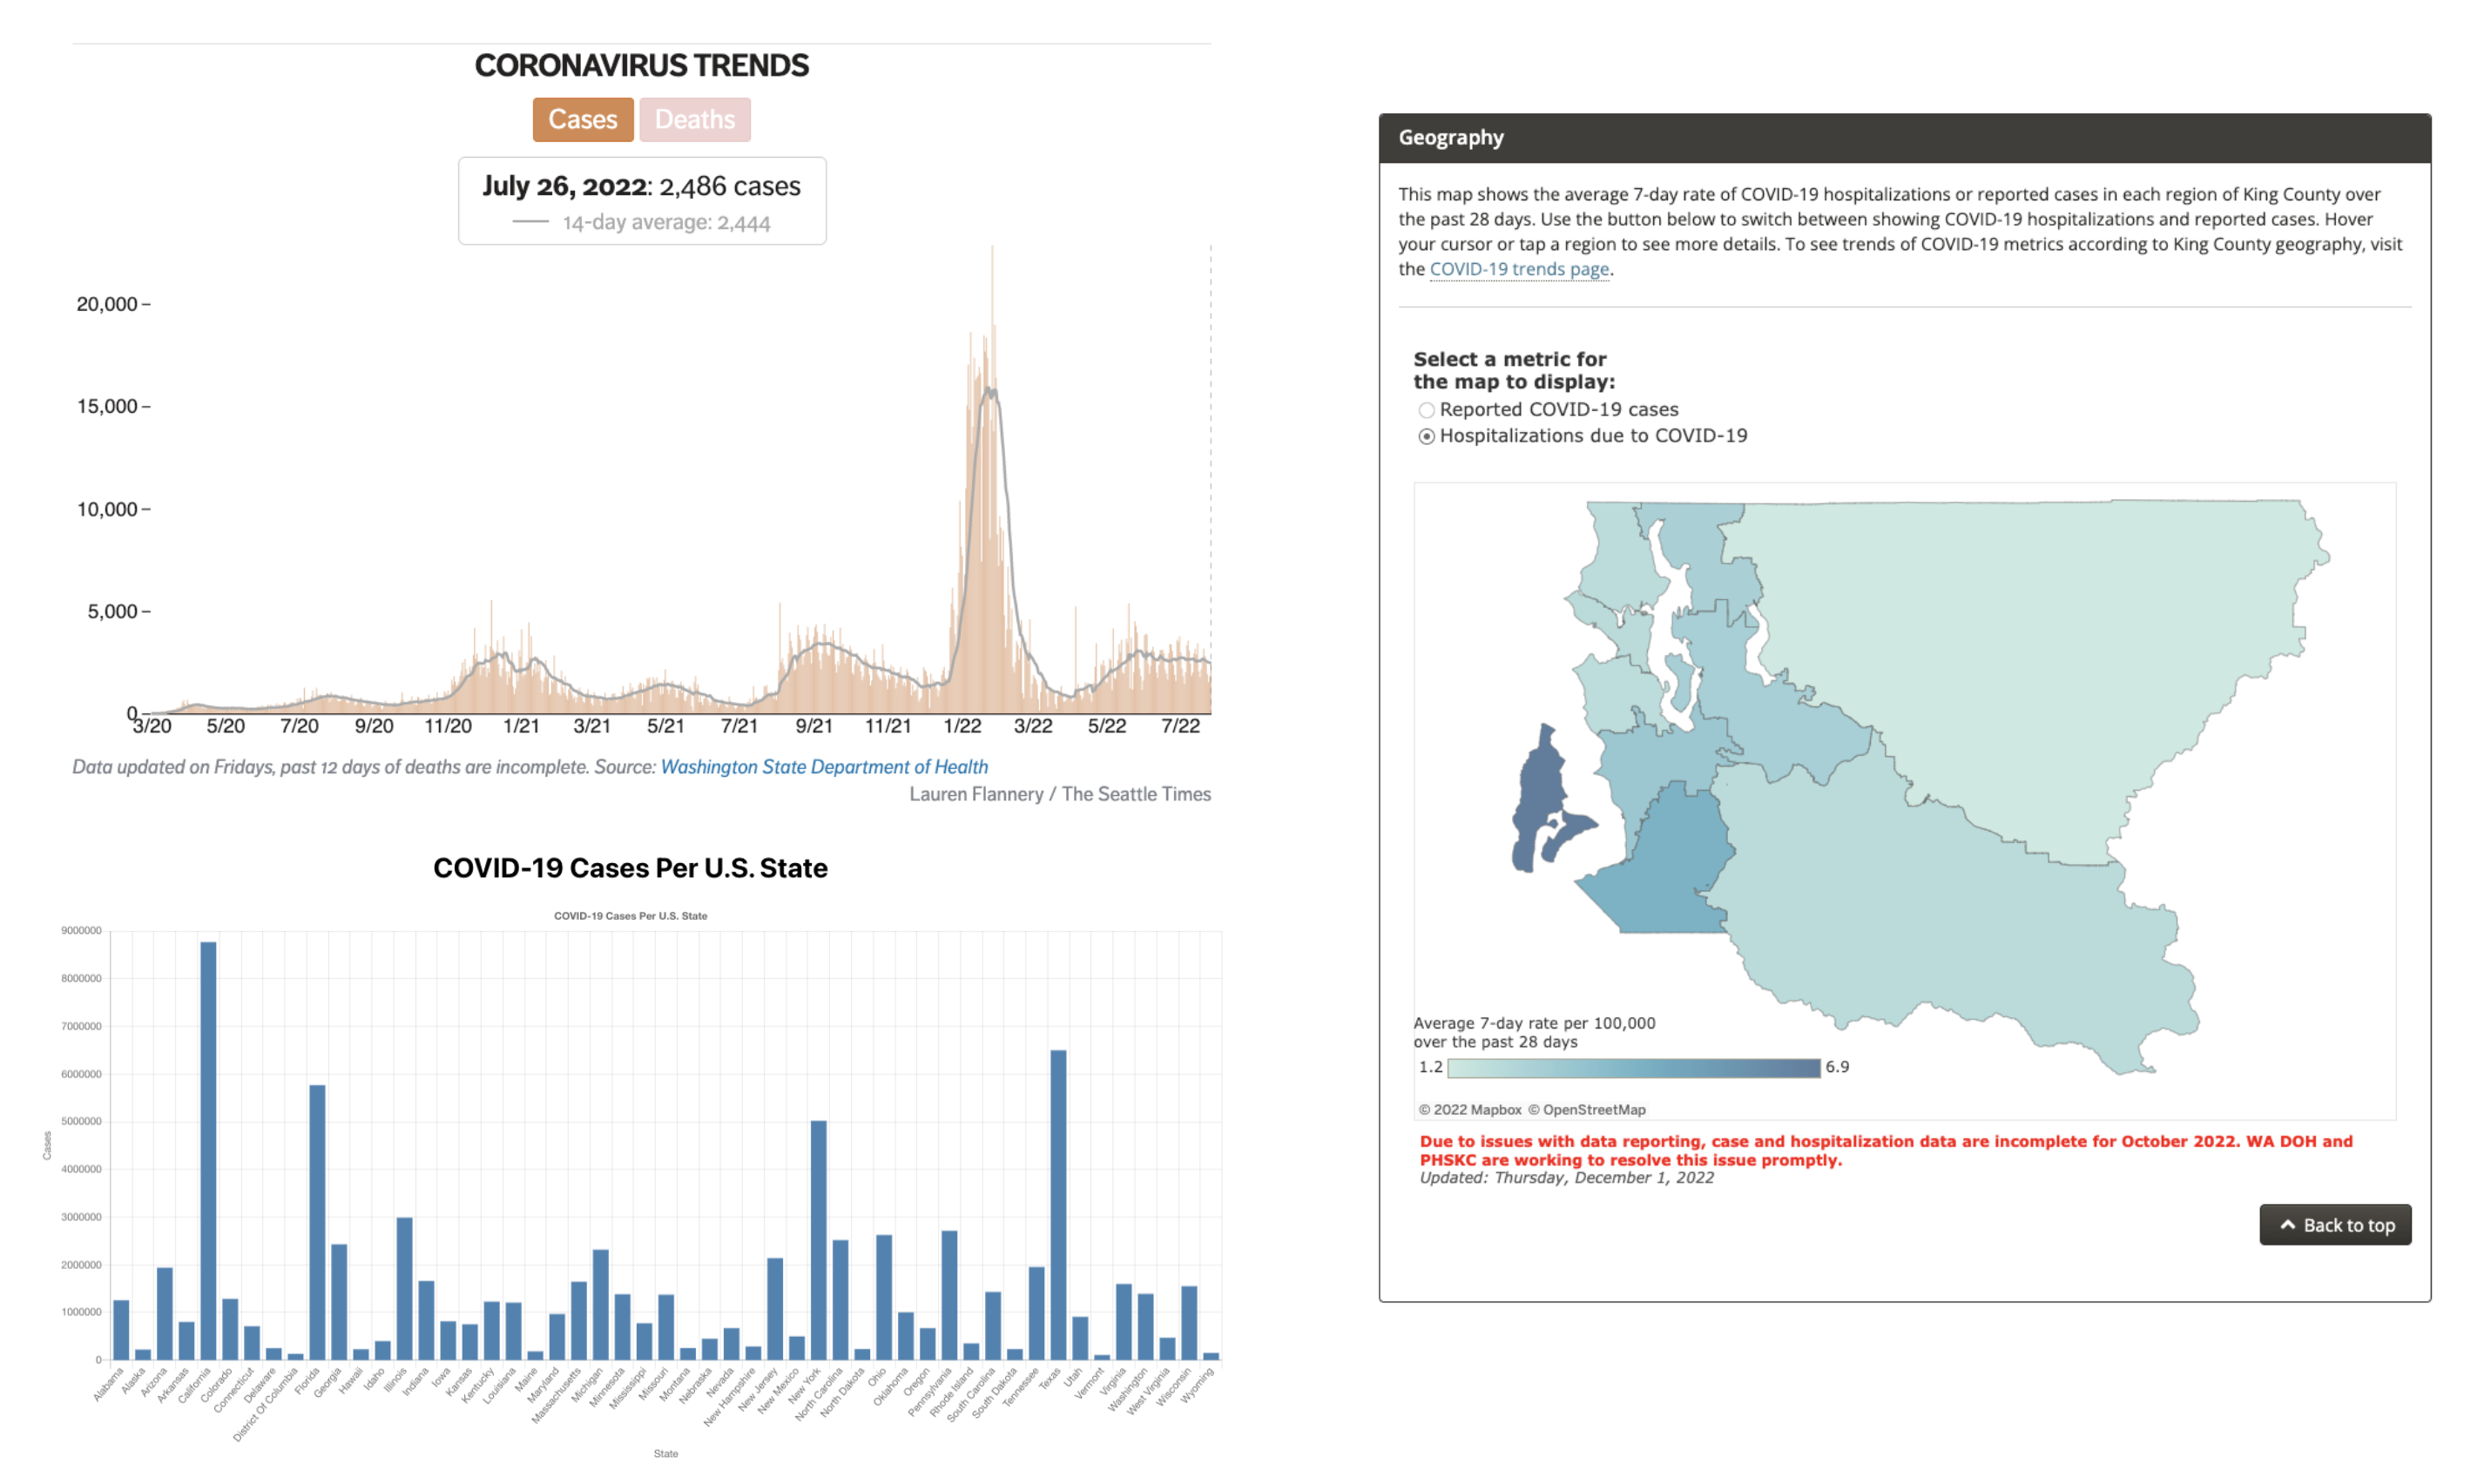 CORONAVIRUS TRENDS
Cases Deaths
July 26, 2022: 2,486 cases
14-day average: 2,444
20,000
15,000
10,000
5,000
0
3/20 5/20 7/20 9/20 11/20 1/21 3/21 5/21 7/21 9/21 11/21 1/22 3/22 5/22 7/22
Data updated on Fridays, past 12 days of deaths are incomplete. Source: Washington State Department of Health
Lauren Flannery / The Seattle Times
COVID-19 Cases Per U.S. State
COVID-19 Cases Per U.S. State
Cases
9000000
8000000
7000000
6000000
5000000
4000000
3000000
2000000
1000000
0
Alabama
Alaska
Arizona
Arkansas
California
Colorado
Connecticut
Delaware
District Of Columbia
Florida
Georgia
Hawaii
Idaho
Illinois
Indiana
Iowa
Kansas
Kentucky
Louisiana
Maine
Maryland
Massachusetts
Michigan
Minnesota
Mississippi
Missouri
Montana
Nebraska
Nevada
New Hampshire
New Jersey
New Mexico
New York
North Carolina
North Dakota
Ohio
Oklahoma
Oregon
Pennsylvania
Rhode Island
South Carolina
South Dakota
Tennessee
Texas
Utah
Vermont
Virginia
Washington
West Virginia
Wisconsin
Wyoming
State
Geography
This map shows the average 7-day rate of COVID-19 hospitalizations or reported cases in each region of King County over
the past 28 days. Use the button below to switch between showing COVID-19 hospitalizations and reported cases. Hover
your cursor or tap a region to see more details. To see trends of COVID-19 metrics according to King County geography, visit
the COVID-19 trends page.
Select a metric for
the map to display:
Reported COVID-19 cases
Hospitalizations due to COVID-19
Average 7-day rate per 100,000
over the past 28 days
1.2 6.9
© 2022 Mapbox © OpenStreetMap
Due to issues with data reporting, case and hospitalization data are incomplete for October 2022. WA DOH and
PHSKC are working to resolve this issue promptly.
Updated: Thursday, December 1, 2022
Back to top